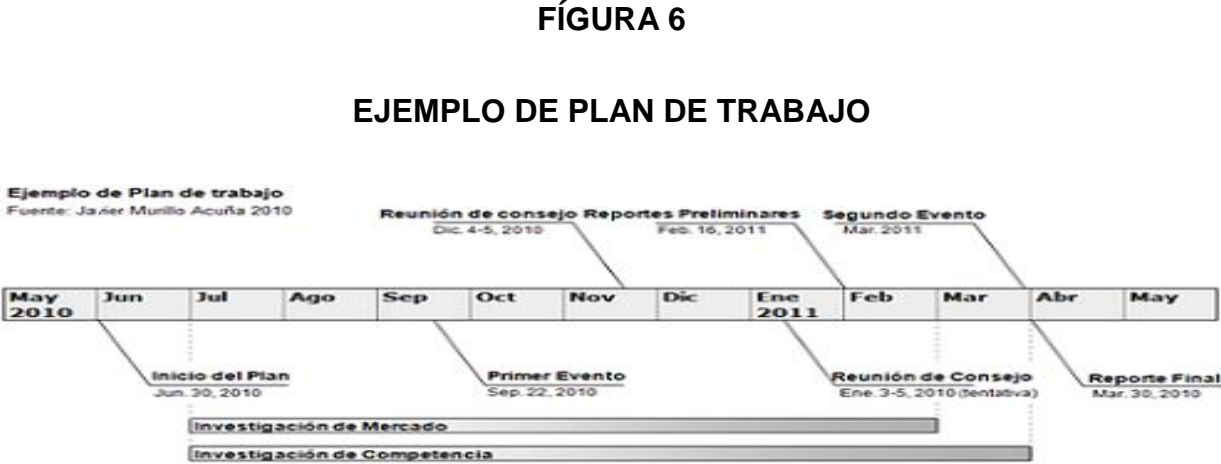 FÍGURA 6
EJEMPLO DE PLAN DE TRABAJO
Ejemplo de Plan de trabajo
Fuente: Javier Murillo Acuña 2010
Reunión de consejo
Dic. 4-5, 2010
Reportes Preliminares
Feb. 16, 2011
Segundo Evento
Mar. 2011
May 2010
Jun
Jul
Ago
Sep
Oct
Nov
Dic
Ene 2011
Feb
Mar
Abr
May
Inicio del Plan
Jun. 30, 2010
Primer Evento
Sep. 22, 2010
Reunión de Consejo
Ene. 3-5, 2010 (tentativa)
Reporte Final
Mar. 30, 2010
Investigación de Mercado
Investigación de Competencia